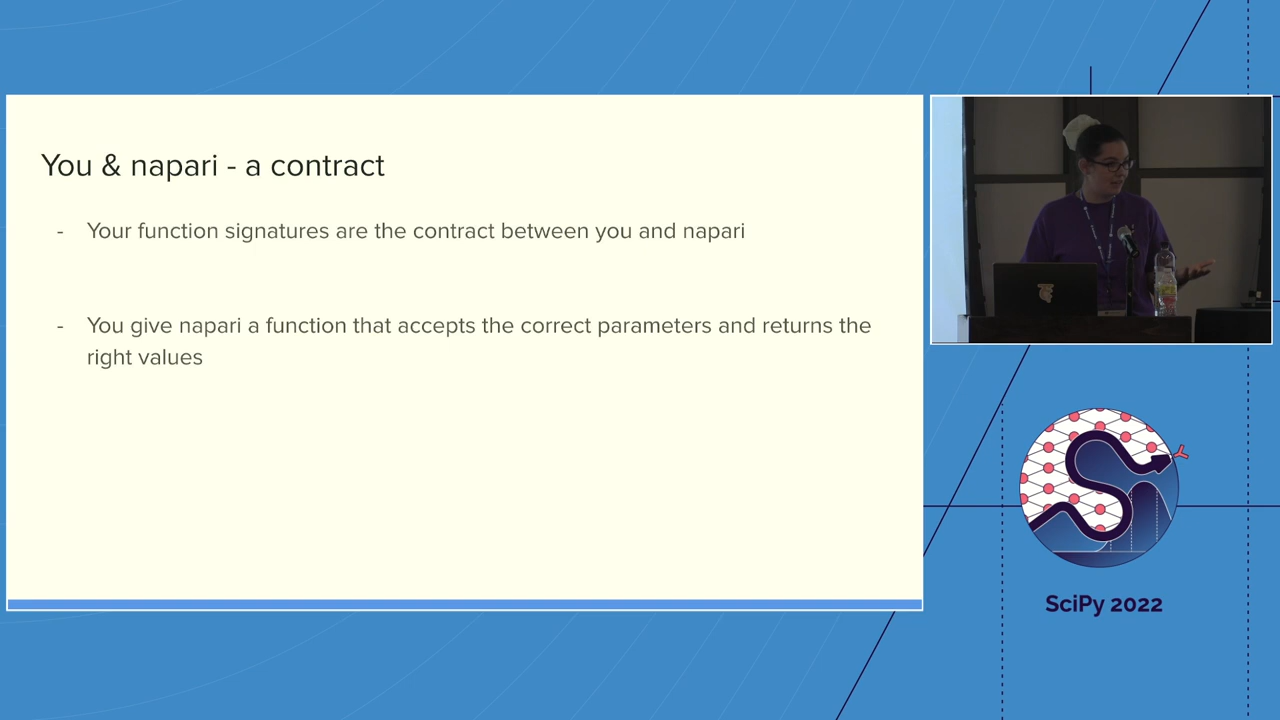 You & napari - a contract
- Your function signatures are the contract between you and napari
- You give napari a function that accepts the correct parameters and returns the
right values
SciPy 2022